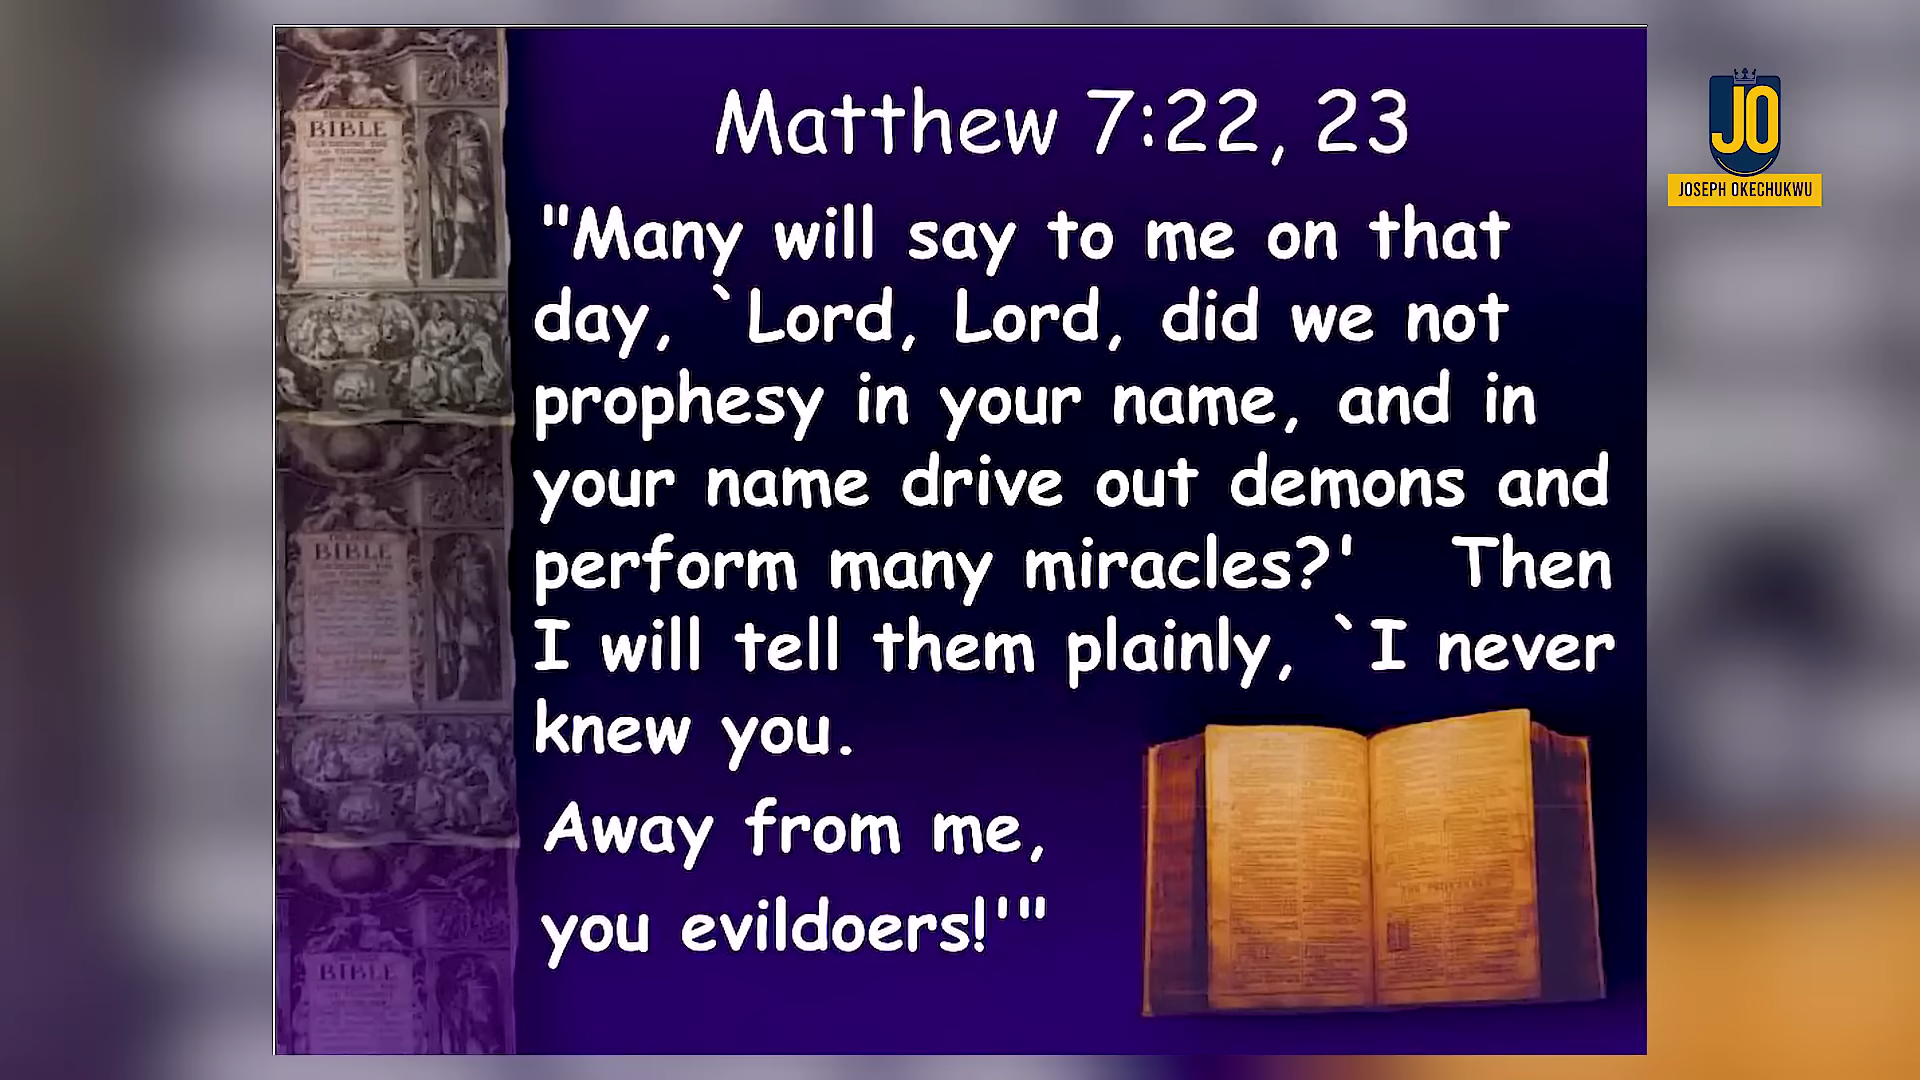 Matthew 7:22, 23
"Many will say to me on that
day, `Lord, Lord, did we not
prophesy in your name, and in
your name drive out demons and
perform many miracles?' Then
I will tell them plainly, `I never
knew you.
Away from me,
you evildoers!'"
JO
JOSEPH OKECHUKWU
BIBLE
BIBLE
BIBLE